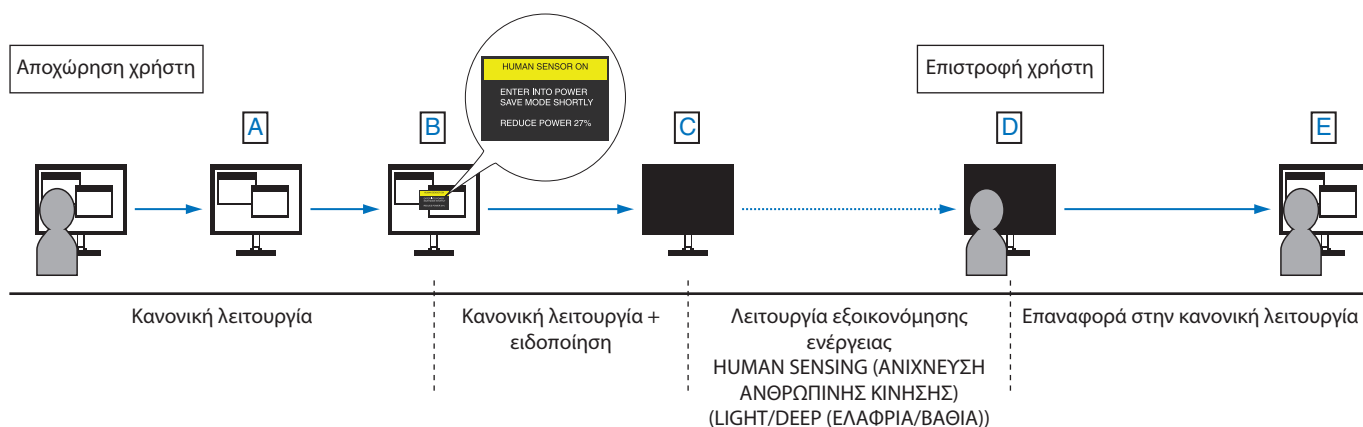 Αποχώρηση χρήστη
HUMAN SENSOR ON
ENTER INTO POWER
SAVE MODE SHORTLY
REDUCE POWER 27%
Επιστροφή χρήστη
A
B
C
D
E
Κανονική λειτουργία
Κανονική λειτουργία +
ειδοποίηση
Λειτουργία εξοικονόμησης
ενέργειας
HUMAN SENSING (ΑΝΙΧΝΕΥΣΗ
ΑΝΘΡΩΠΙΝΗΣ ΚΙΝΗΣΗΣ)
(LIGHT/DEEP (ΕΛΑΦΡΙΑ/ΒΑΘΙΑ))
Επαναφορά στην κανονική λειτουργία